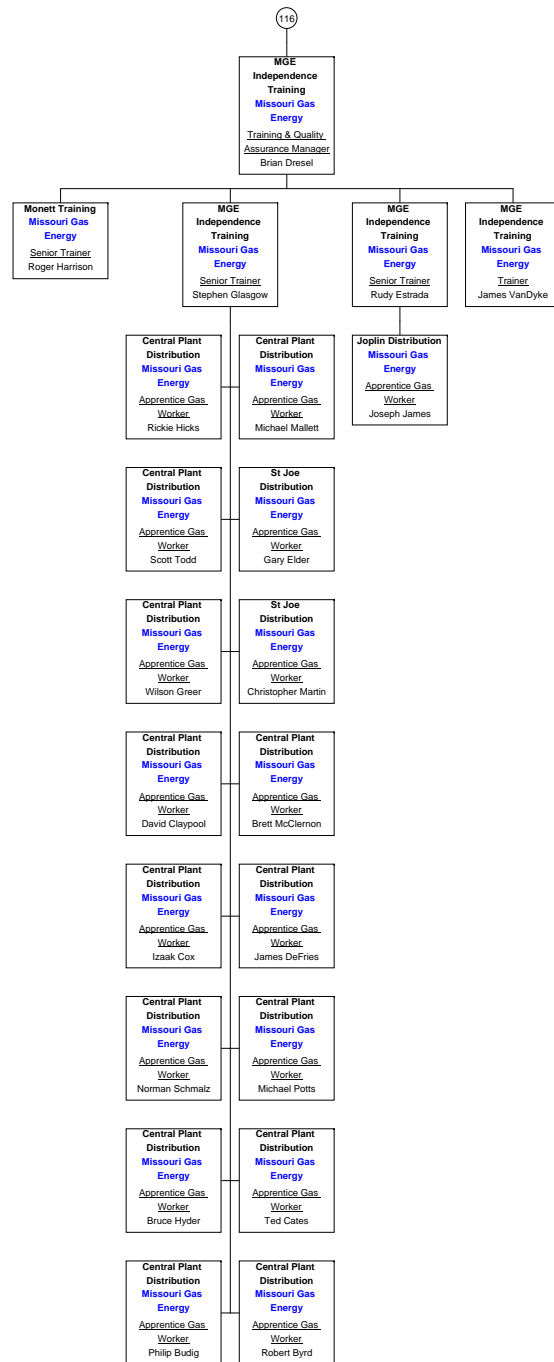 116
MGE
Independence
Training
Missouri Gas
Energy
Training & Quality
Assurance Manager
Brian Dresel
Monett Training
Missouri Gas
Energy
Senior Trainer
Roger Harrison
MGE
Independence
Training
Missouri Gas
Energy
Senior Trainer
Stephen Glasgow
MGE
Independence
Training
Missouri Gas
Energy
Senior Trainer
Rudy Estrada
MGE
Independence
Training
Missouri Gas
Energy
Trainer
James VanDyke
Central Plant
Distribution
Missouri Gas
Energy
Apprentice Gas
Worker
Rickie Hicks
Central Plant
Distribution
Missouri Gas
Energy
Apprentice Gas
Worker
Michael Mallett
Joplin Distribution
Missouri Gas
Energy
Apprentice Gas
Worker
Joseph James
Central Plant
Distribution
Missouri Gas
Energy
Apprentice Gas
Worker
Scott Todd
St Joe
Distribution
Missouri Gas
Energy
Apprentice Gas
Worker
Gary Elder
Central Plant
Distribution
Missouri Gas
Energy
Apprentice Gas
Worker
Wilson Greer
St Joe
Distribution
Missouri Gas
Energy
Apprentice Gas
Worker
Christopher Martin
Central Plant
Distribution
Missouri Gas
Energy
Apprentice Gas
Worker
David Claypool
Central Plant
Distribution
Missouri Gas
Energy
Apprentice Gas
Worker
Brett McClernon
Central Plant
Distribution
Missouri Gas
Energy
Apprentice Gas
Worker
Izaak Cox
Central Plant
Distribution
Missouri Gas
Energy
Apprentice Gas
Worker
James DeFries
Central Plant
Distribution
Missouri Gas
Energy
Apprentice Gas
Worker
Norman Schmalz
Central Plant
Distribution
Missouri Gas
Energy
Apprentice Gas
Worker
Michael Potts
Central Plant
Distribution
Missouri Gas
Energy
Apprentice Gas
Worker
Bruce Hyder
Central Plant
Distribution
Missouri Gas
Energy
Apprentice Gas
Worker
Ted Cates
Central Plant
Distribution
Missouri Gas
Energy
Apprentice Gas
Worker
Philip Budig
Central Plant
Distribution
Missouri Gas
Energy
Apprentice Gas
Worker
Robert Byrd